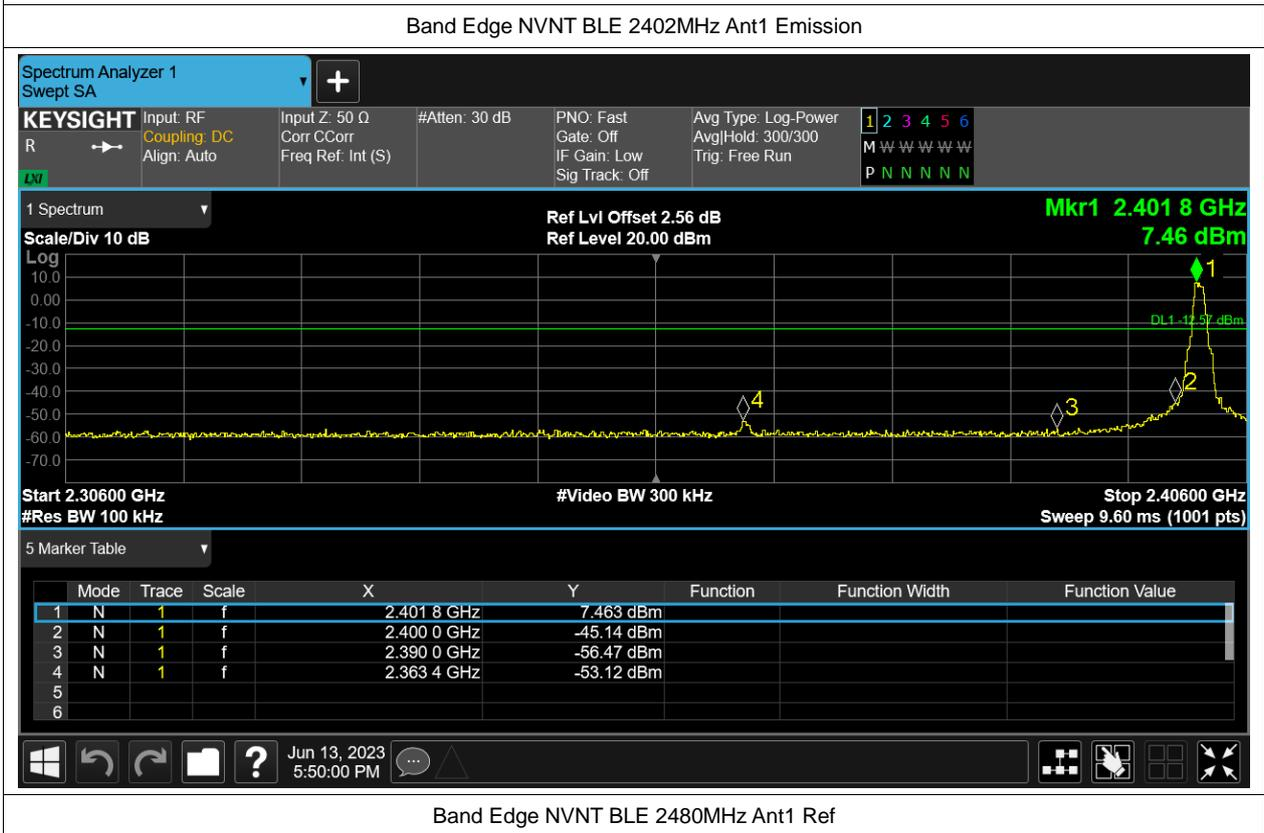 Band Edge NVNT BLE 2402MHz Ant1 Emission
Spectrum Analyzer 1
Swept SA
+
KEYSIGHT Input: RF Input Z: 50 Ω #Atten: 30 dB PNO: Fast Avg Type: Log-Power 1 2 3 4 5 6
R Coupling: DC Corr CCorr Gate: Off Avg|Hold: 300/300 M W W W W W
Align: Auto Freq Ref: Int (S) IF Gain: Low Trig: Free Run
LXI Sig Track: Off P N N N N N
1 Spectrum Ref Lvl Offset 2.56 dB Mkr1 2.401 8 GHz
Scale/Div 10 dB Ref Level 20.00 dBm 7.46 dBm
Log
1
10.0
0.00
-10.0 DL1 -12.57 dBm
-20.0
-30.0
-40.0 2
-50.0 4 3
-60.0
-70.0
Start 2.30600 GHz #Video BW 300 kHz Stop 2.40600 GHz
#Res BW 100 kHz Sweep 9.60 ms (1001 pts)
5 Marker Table
Mode Trace Scale X Y Function Function Width Function Value
1 N 1 f 2.401 8 GHz 7.463 dBm
2 N 1 f 2.400 0 GHz -45.14 dBm
3 N 1 f 2.390 0 GHz -56.47 dBm
4 N 1 f 2.363 4 GHz -53.12 dBm
5
6
? Jun 13, 2023
5:50:00 PM
Band Edge NVNT BLE 2480MHz Ant1 Ref